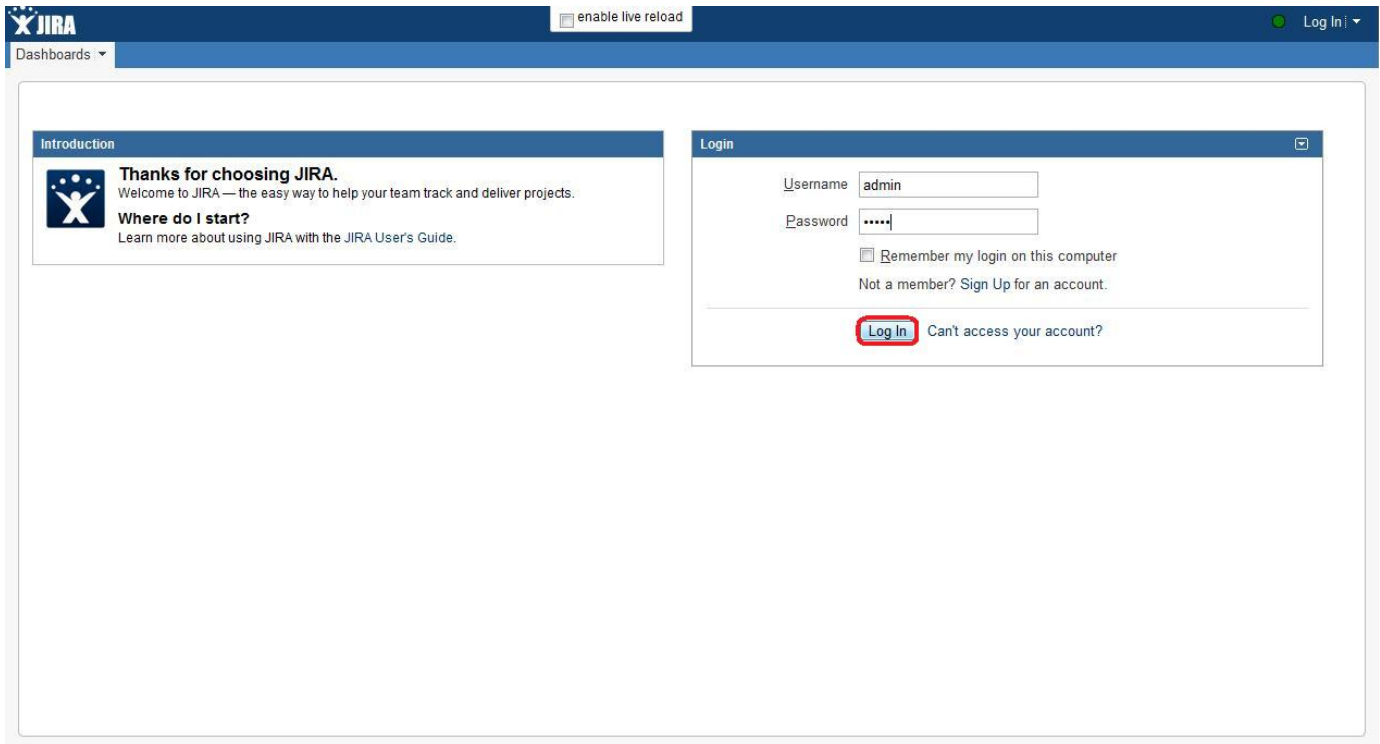 JIRA
enable live reload
Log In
Dashboards
Introduction
Thanks for choosing JIRA.
Welcome to JIRA — the easy way to help your team track and deliver projects.
Where do I start?
Learn more about using JIRA with the JIRA User's Guide.
Login
Username admin
Password •••••
Remember my login on this computer
Not a member? Sign Up for an account.
Log In Can't access your account?